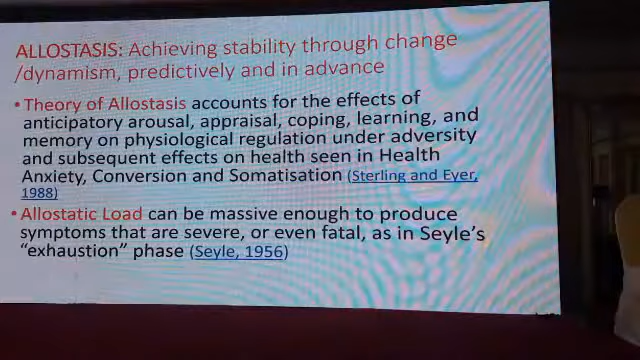 ALLOSTASIS: Achieving stability through change
/dynamism, predictively and in advance
• Theory of Allostasis accounts for the effects of
anticipatory arousal, appraisal, coping, learning, and
memory on physiological regulation under adversity
and subsequent effects on health seen in Health
Anxiety, Conversion and Somatisation (Sterling and Eyer,
1988)
• Allostatic Load can be massive enough to produce
symptoms that are severe, or even fatal, as in Seyle's
"exhaustion" phase (Seyle, 1956)